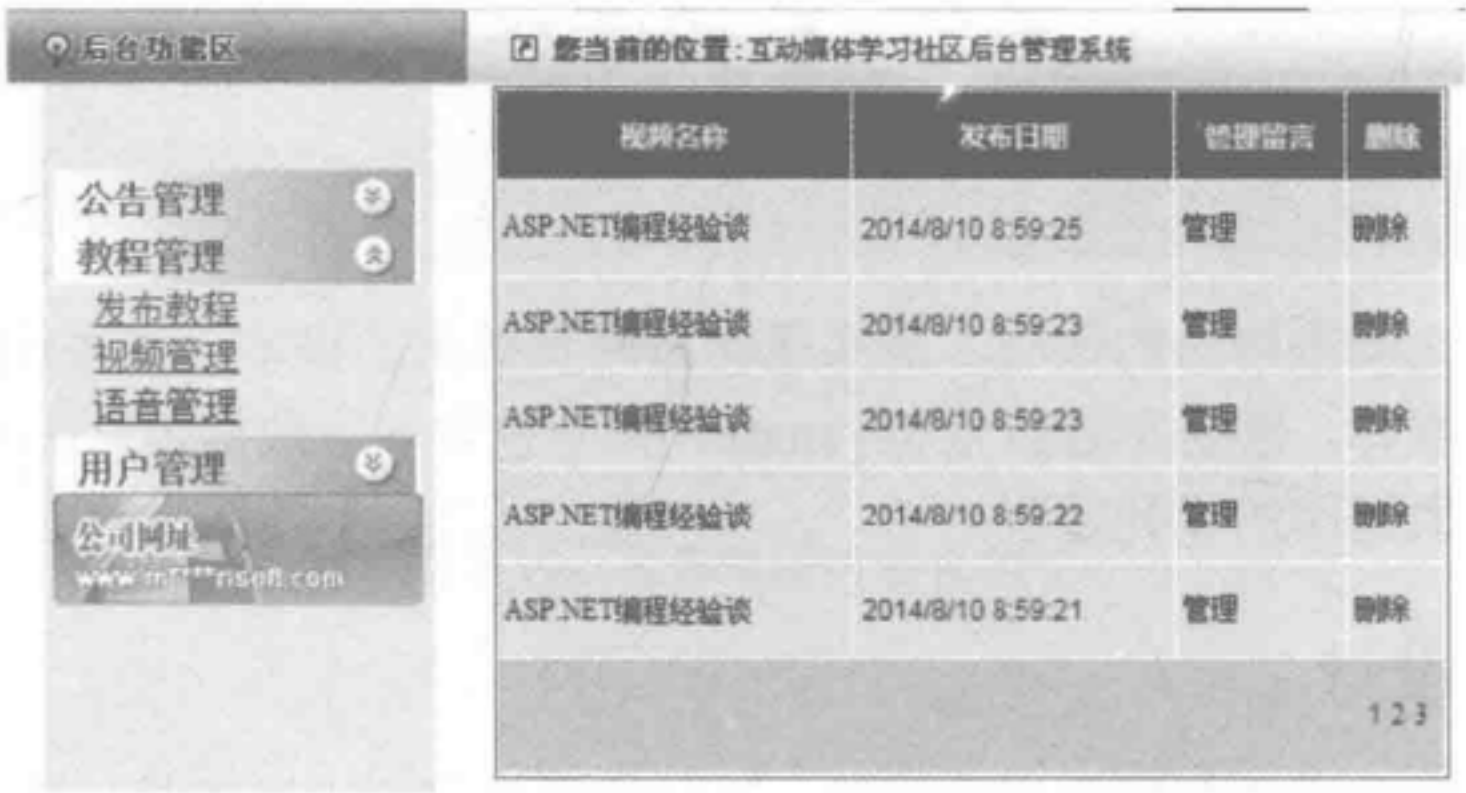 后台功能区
您当前的位置:互动媒体学习社区后台管理系统
公告管理
教程管理
发布教程
视频管理
语音管理
用户管理
公司网址
www.m****risoft.com
视频名称 发布日期 管理留言 删除
ASP.NET编程经验谈 2014/8/10 8:59:25 管理 删除
ASP.NET编程经验谈 2014/8/10 8:59:23 管理 删除
ASP.NET编程经验谈 2014/8/10 8:59:23 管理 删除
ASP.NET编程经验谈 2014/8/10 8:59:22 管理 删除
ASP.NET编程经验谈 2014/8/10 8:59:21 管理 删除
1 2 3